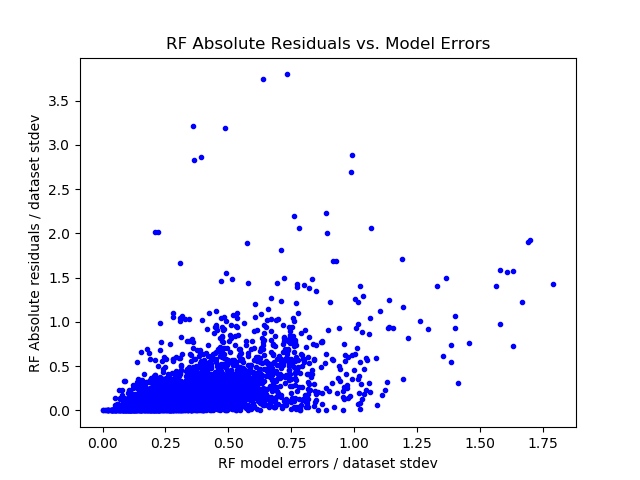 RF Absolute Residuals vs. Model Errors
RF Absolute residuals / dataset stdev
3.5
3.0
2.5
2.0
1.5
1.0
0.5
0.0
0.00 0.25 0.50 0.75 1.00 1.25 1.50 1.75
RF model errors / dataset stdev